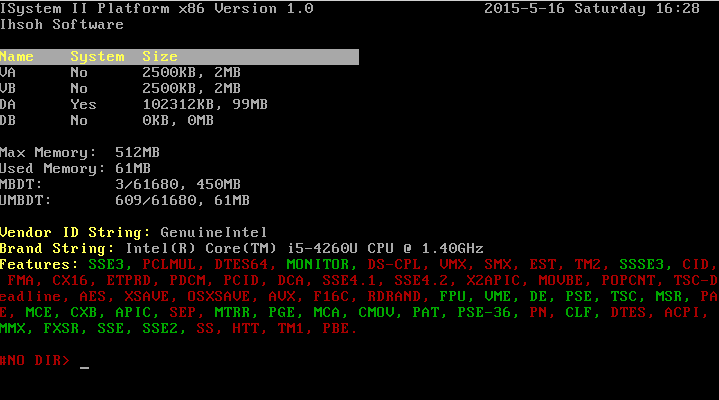 ISystem II Platform x86 Version 1.0 2015-5-16 Saturday 16:28
Ihsoh Software
Name System Size
VA No 2500KB, 2MB
VB No 2500KB, 2MB
DA Yes 102312KB, 99MB
DB No 0KB, 0MB
Max Memory: 512MB
Used Memory: 61MB
MBDT: 3/61680, 450MB
UMBDT: 609/61680, 61MB
Vendor ID String: GenuineIntel
Brand String: Intel(R) Core(TM) i5-4260U CPU @ 1.40GHz
Features: SSE3, PCLMUL, DTES64, MONITOR, DS-CPL, VMX, SMX, EST, TM2, SSSE3, CID,
FMA, CX16, ETPRD, PDCM, PCID, DCA, SSE4.1, SSE4.2, X2APIC, MOVBE, POPCNT, TSC-D
eadline, AES, XSAVE, OSXSAVE, AVX, F16C, RDRAND, FPU, VME, DE, PSE, TSC, MSR, PA
E, MCE, CXB, APIC, SEP, MTRR, PGE, MCA, CMOV, PAT, PSE-36, PN, CLF, DTES, ACPI,
MMX, FXSR, SSE, SSE2, SS, HTT, TM1, PBE.
#NO DIR> _